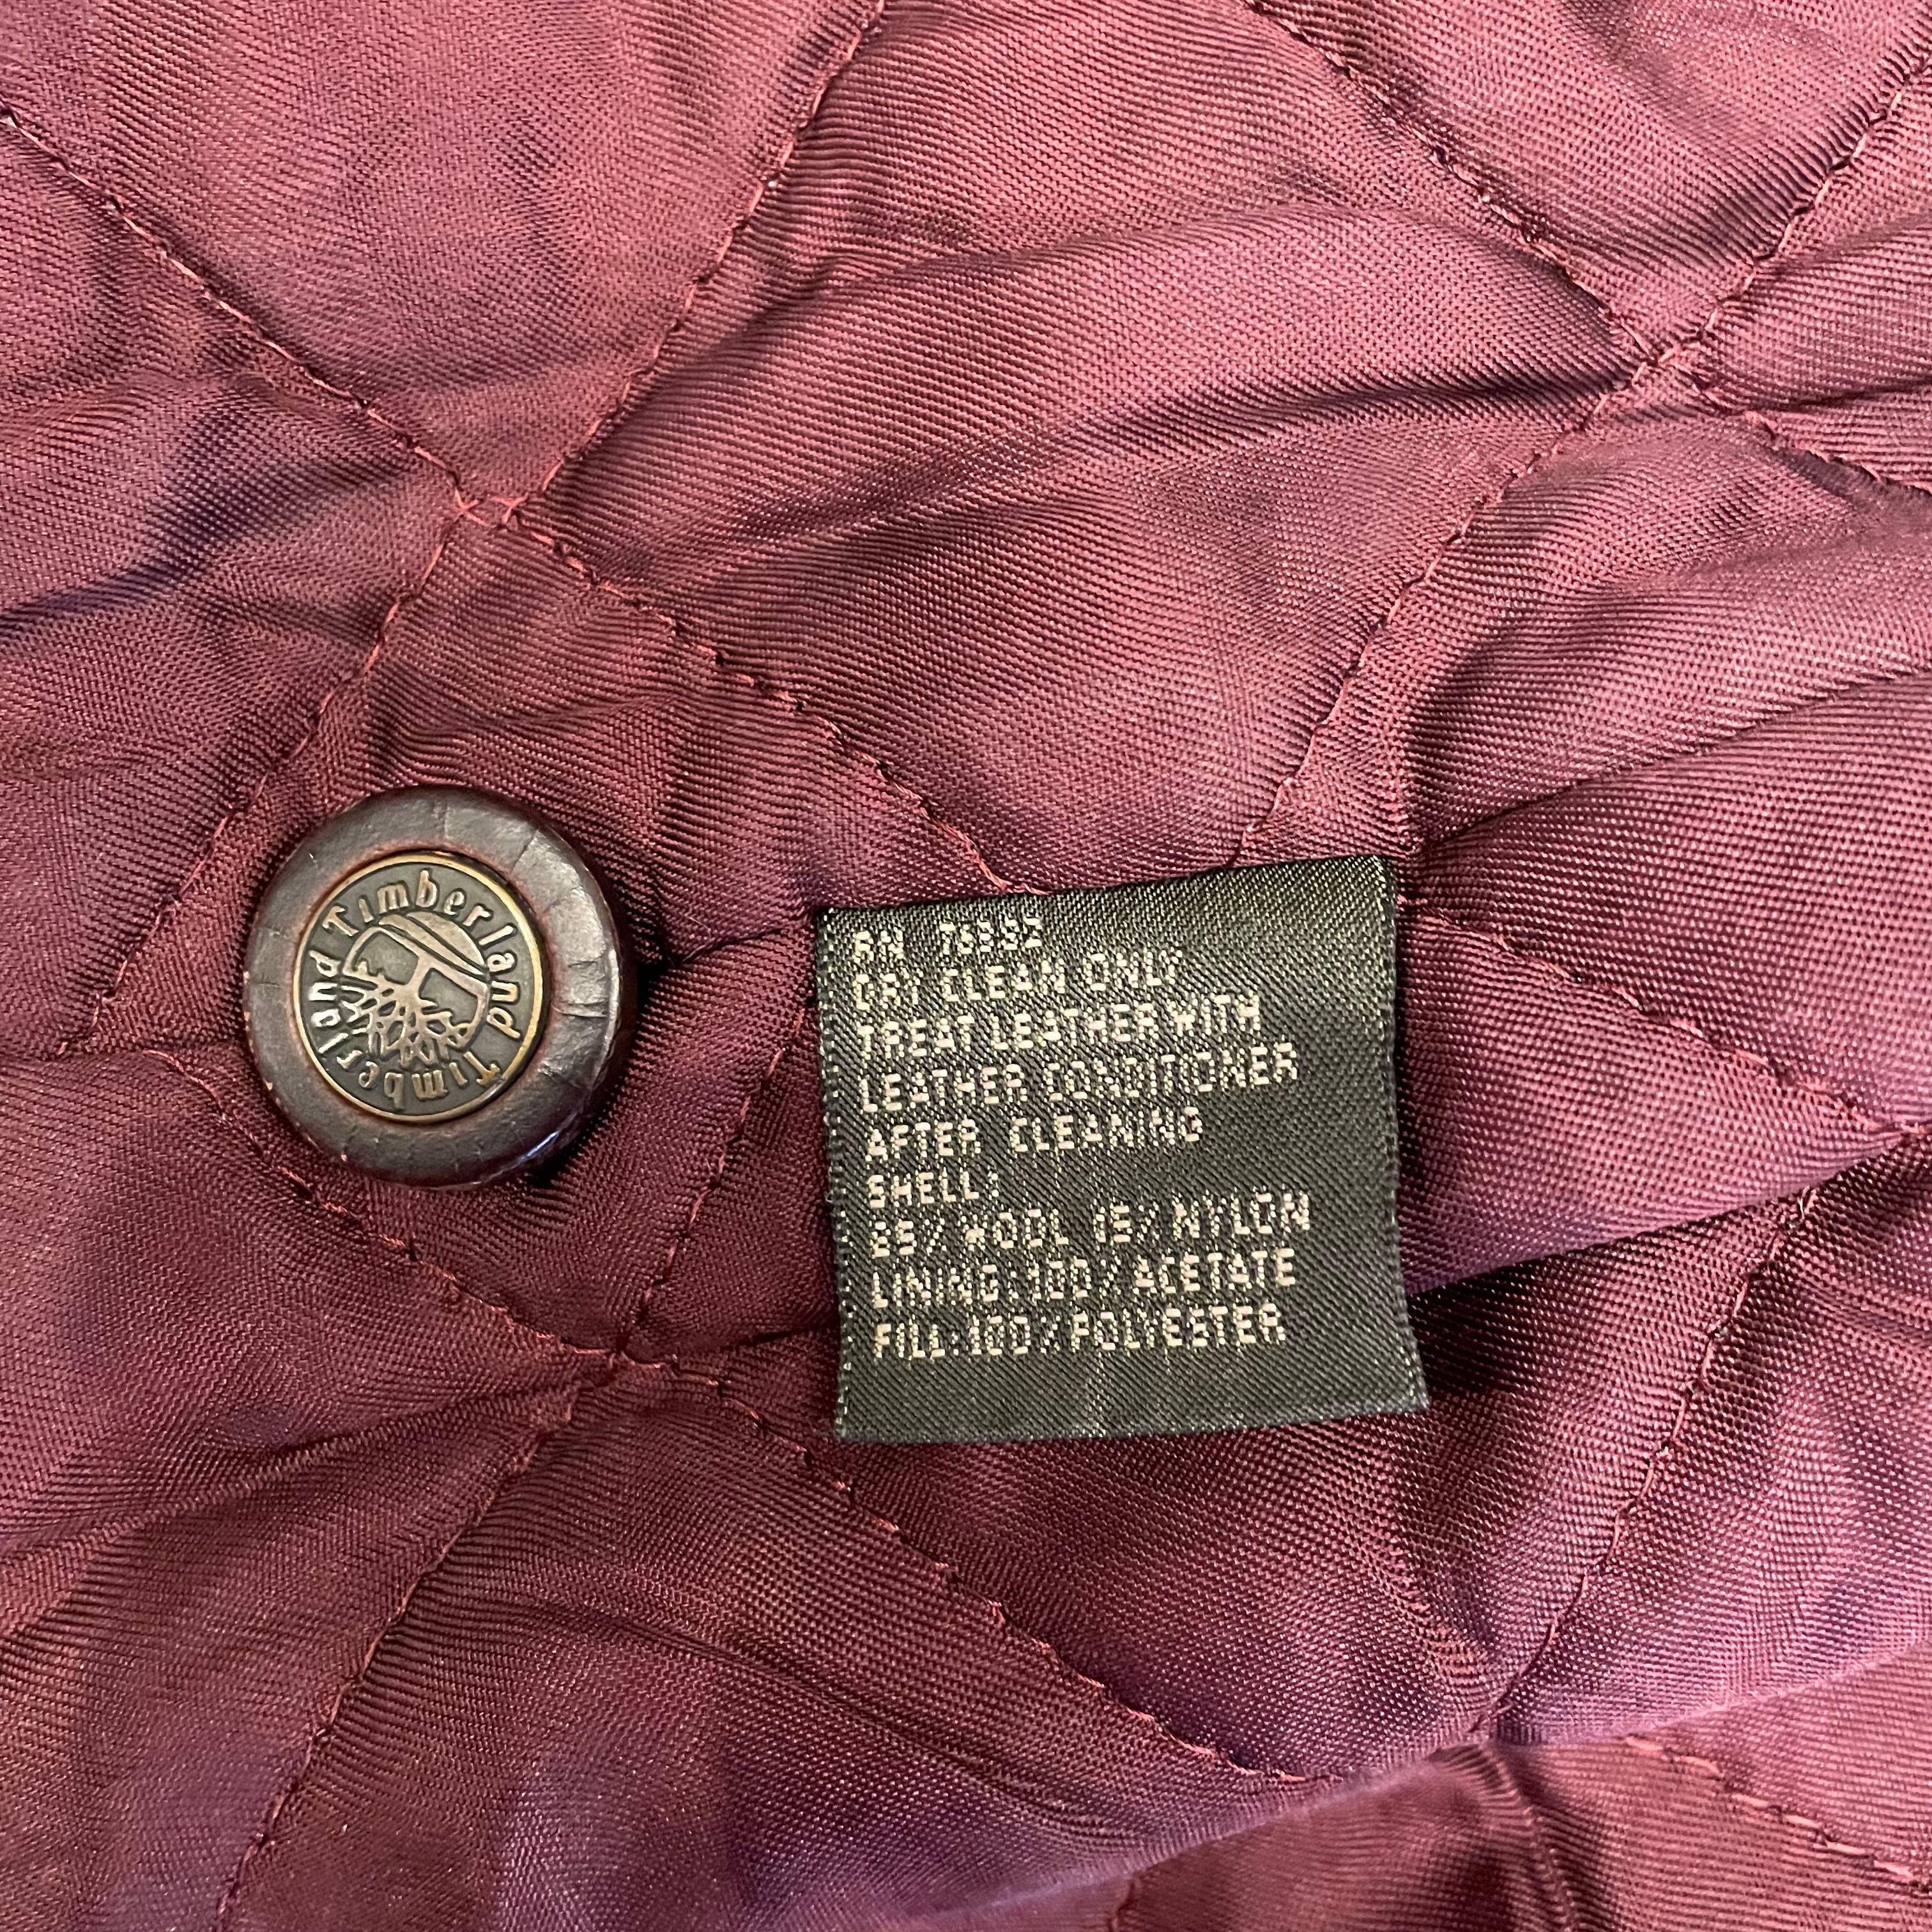 Timberland Timberland
RN 76992
DRY CLEAN ONLY
TREAT LEATHER WITH
LEATHER CONDITIONER
AFTER CLEANING
SHELL:
85% WOOL 15% NYLON
LINING:100% ACETATE
FILL:100% POLYESTER